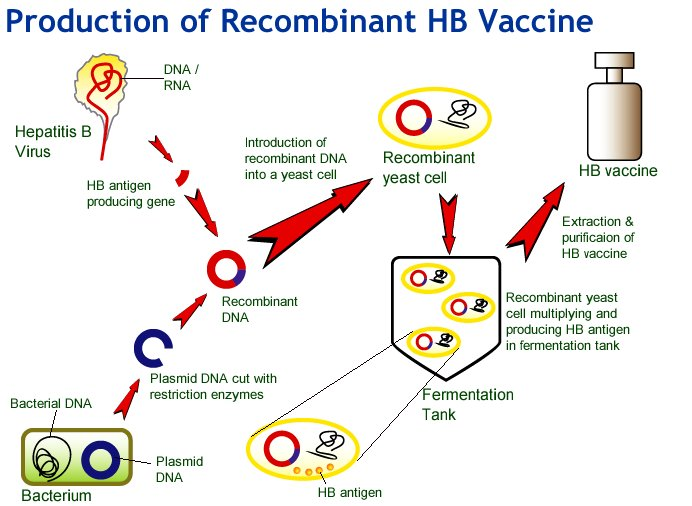 Production of Recombinant HB Vaccine
DNA /
RNA
Hepatitis B
Virus
HB antigen
producing gene
Introduction of
recombinant DNA
into a yeast cell
Recombinant
yeast cell
HB vaccine
Extraction &
purificaion of
HB vaccine
Recombinant
DNA
Recombinant yeast
cell multiplying and
producing HB antigen
in fermentation tank
Plasmid DNA cut with
restriction enzymes
Fermentation
Tank
Bacterial DNA
Plasmid
DNA
Bacterium
HB antigen